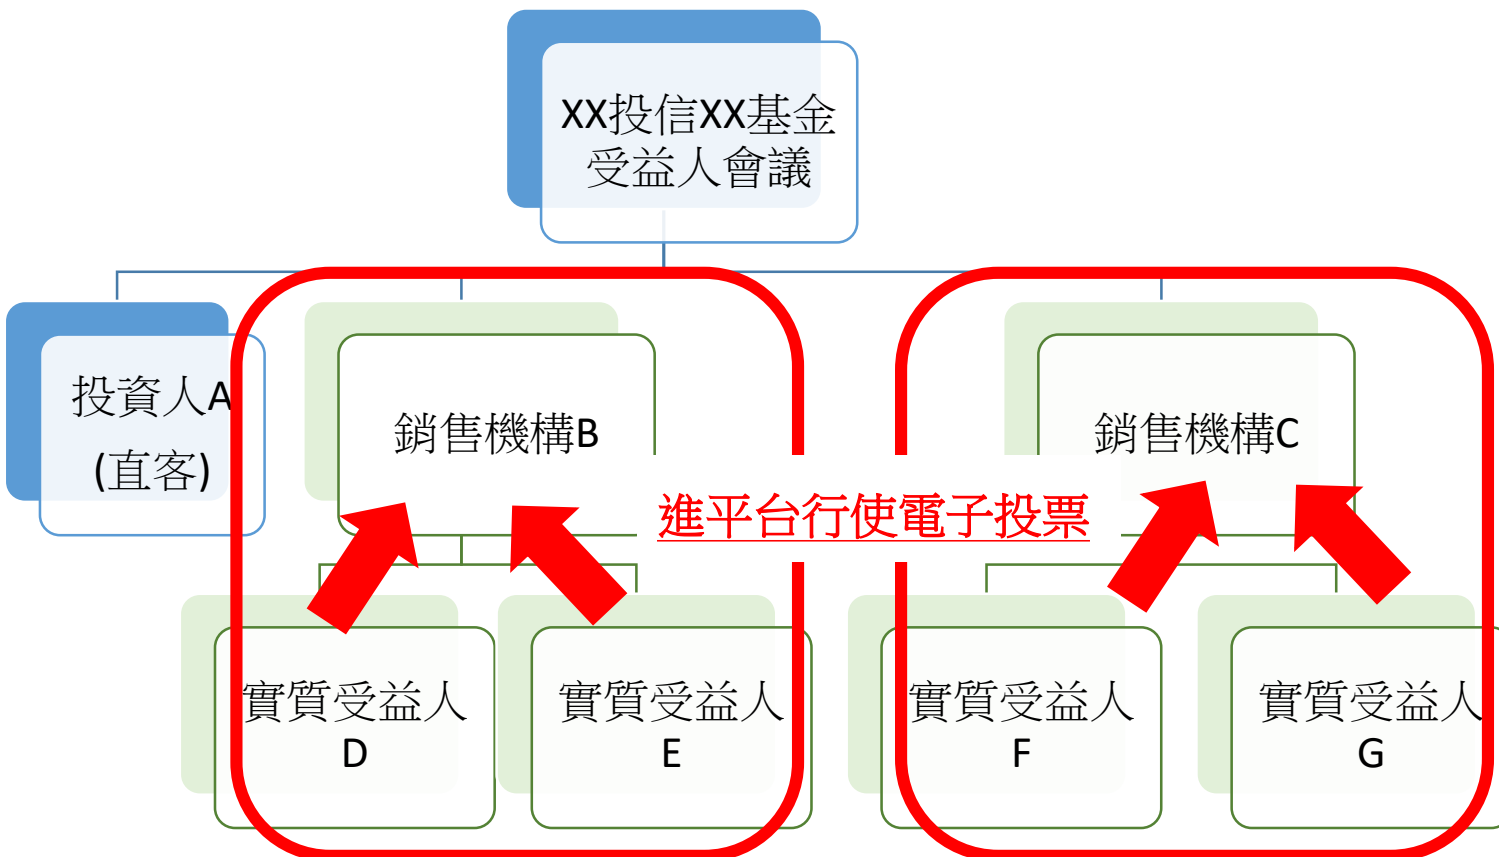 XX投信XX基金
受益人會議
投資人A
(直客)
銷售機構B
銷售機構C
進平台行使電子投票
實質受益人
D
實質受益人
E
實質受益人
F
實質受益人
G